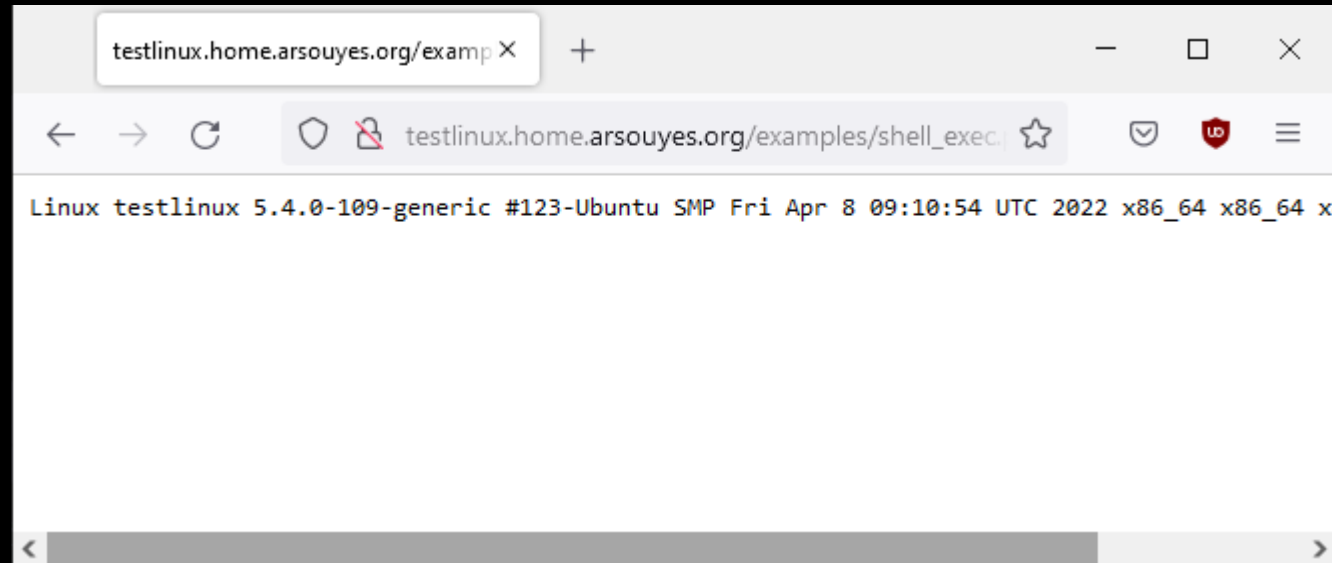 testlinux.home.arsouyes.org/examp
testlinux.home.arsouyes.org/examples/shell_exec.
Linux testlinux 5.4.0-109-generic #123-Ubuntu SMP Fri Apr 8 09:10:54 UTC 2022 x86_64 x86_64 x